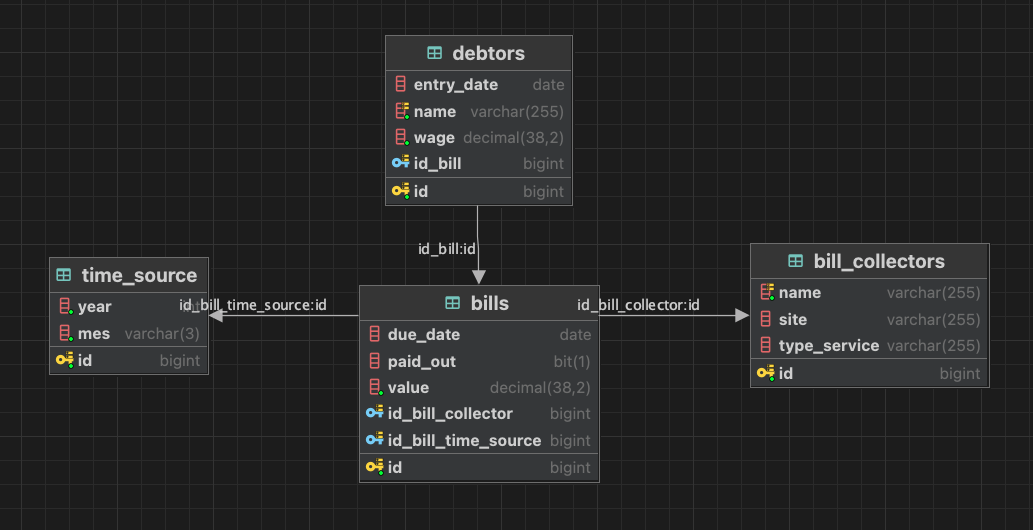 debtors
entry_date date
name varchar(255)
wage decimal(38,2)
id_bill bigint
id bigint
id_bill:id
time_source
year
mes varchar(3)
id bigint
id_bill_time_source:id
bills
due_date date
paid_out bit(1)
value decimal(38,2)
id_bill_collector bigint
id_bill_time_source bigint
id bigint
id_bill_collector:id
bill_collectors
name varchar(255)
site varchar(255)
type_service varchar(255)
id bigint